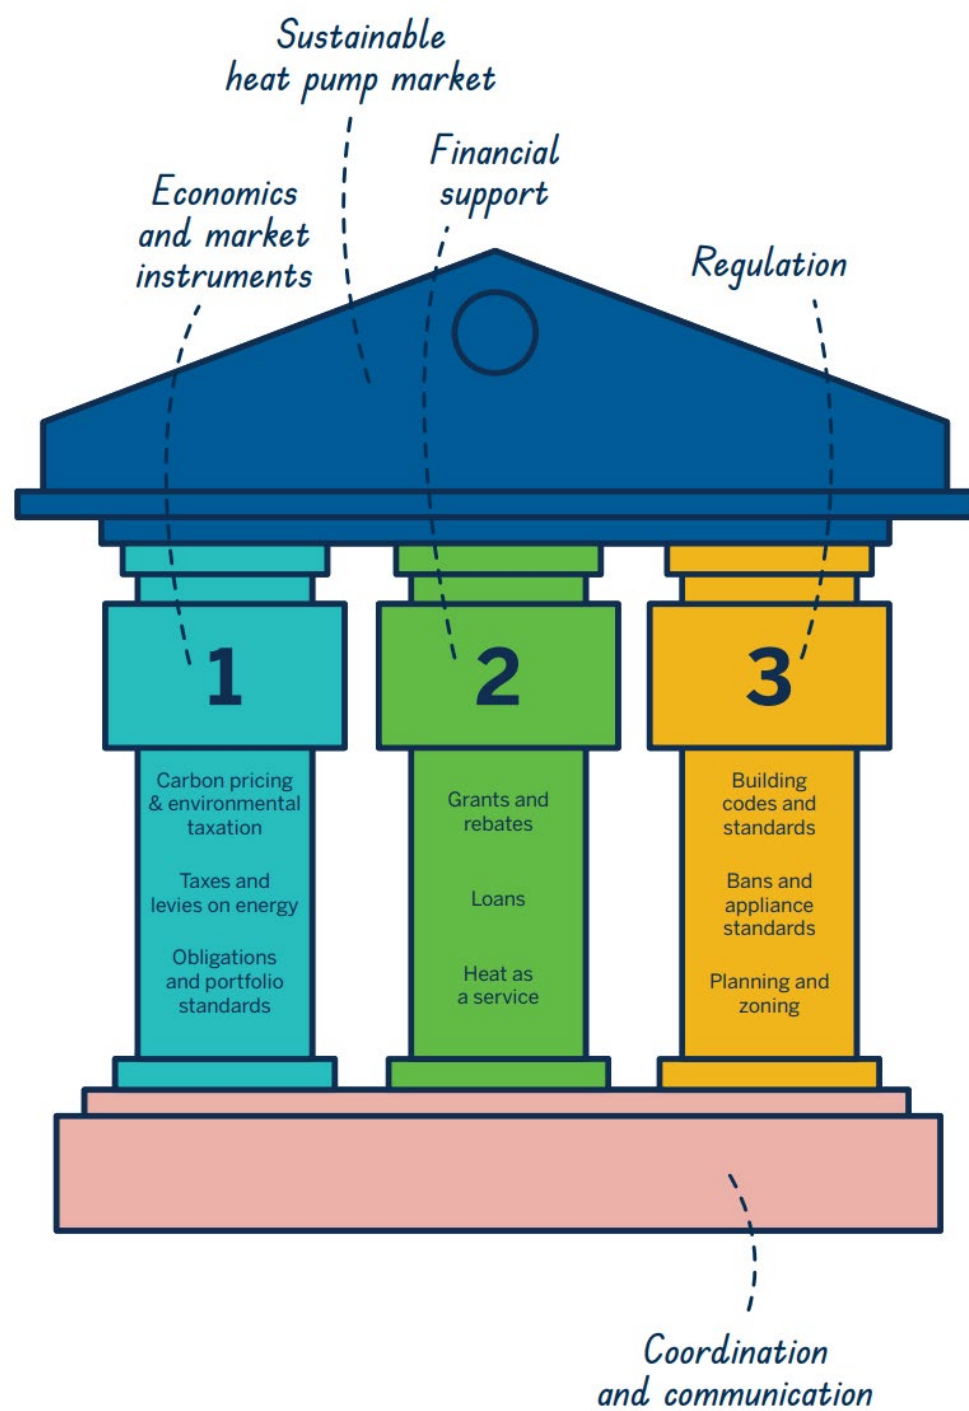 Sustainable
heat pump market
Financial
support
Economics
and market
instruments
Regulation
1
2
3
Carbon pricing
& environmental
taxation
Taxes and
levies on energy
Obligations
and portfolio
standards
Grants and
rebates
Loans
Heat as
a service
Building
codes and
standards
Bans and
appliance
standards
Planning and
zoning
Coordination
and communication